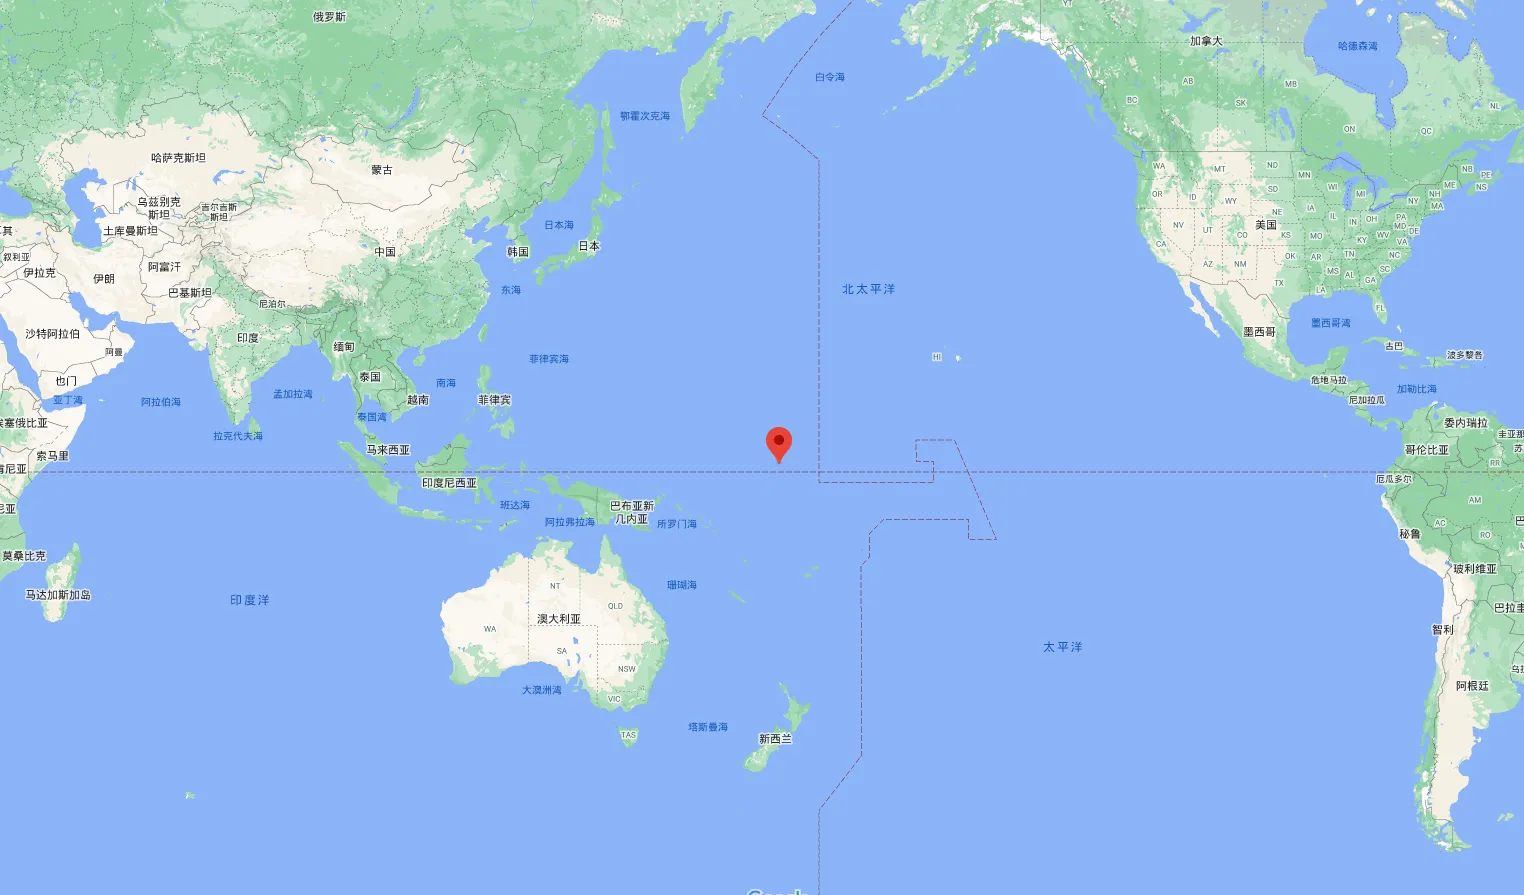 俄罗斯
加拿大
哈德森湾
YT
白令海
AB
MB
SK
BC
NL
鄂霍次克海
ON
QC
哈萨克斯坦
蒙古
WA
ND
MT
MN
NB
PE
OR
ID
SD
WI
MI
ME
NS
乌兹别克
斯坦
吉尔吉斯
斯坦
WY
NH
NY
MA
NE
IA
IL
IN
OH
PA
土库曼斯坦
日本海
NV
UT
CO
美国
KS
MO
KY
WV
MD
DE
VA
其
叙利亚
伊拉克
伊朗
阿富汗
中国
韩国
日本
CA
AZ
NM
OK
AR
TN
NC
MS
AL
SC
GA
TX
LA
FL
巴基斯坦
尼泊尔
东海
北太平洋
沙特阿拉伯
阿曼
印度
缅甸
墨西哥
墨西哥湾
古巴
波多黎各
菲律宾海
HI
也门
泰国
南海
危地马拉
加勒比海
亚丁湾
阿拉伯海
孟加拉湾
越南
菲律宾
尼加拉瓜
埃塞俄比亚
泰国湾
委内瑞拉
拉克代夫海
马来西亚
圭亚那
哥伦比亚
苏
索马里
肯尼亚
RR
印度尼西亚
厄瓜多尔
尼亚
班达海
巴布亚新
几内亚
阿拉弗拉海
所罗门海
AM
AC
RO
巴
秘鲁
莫桑比克
玻利维亚
马达加斯加岛
印度洋
NT
珊瑚海
QLD
澳大利亚
WA
SA
NSW
VIC
TAS
大澳洲湾
塔斯曼海
新西兰
太平洋
巴拉圭
智利
乌拉
阿根廷
Google